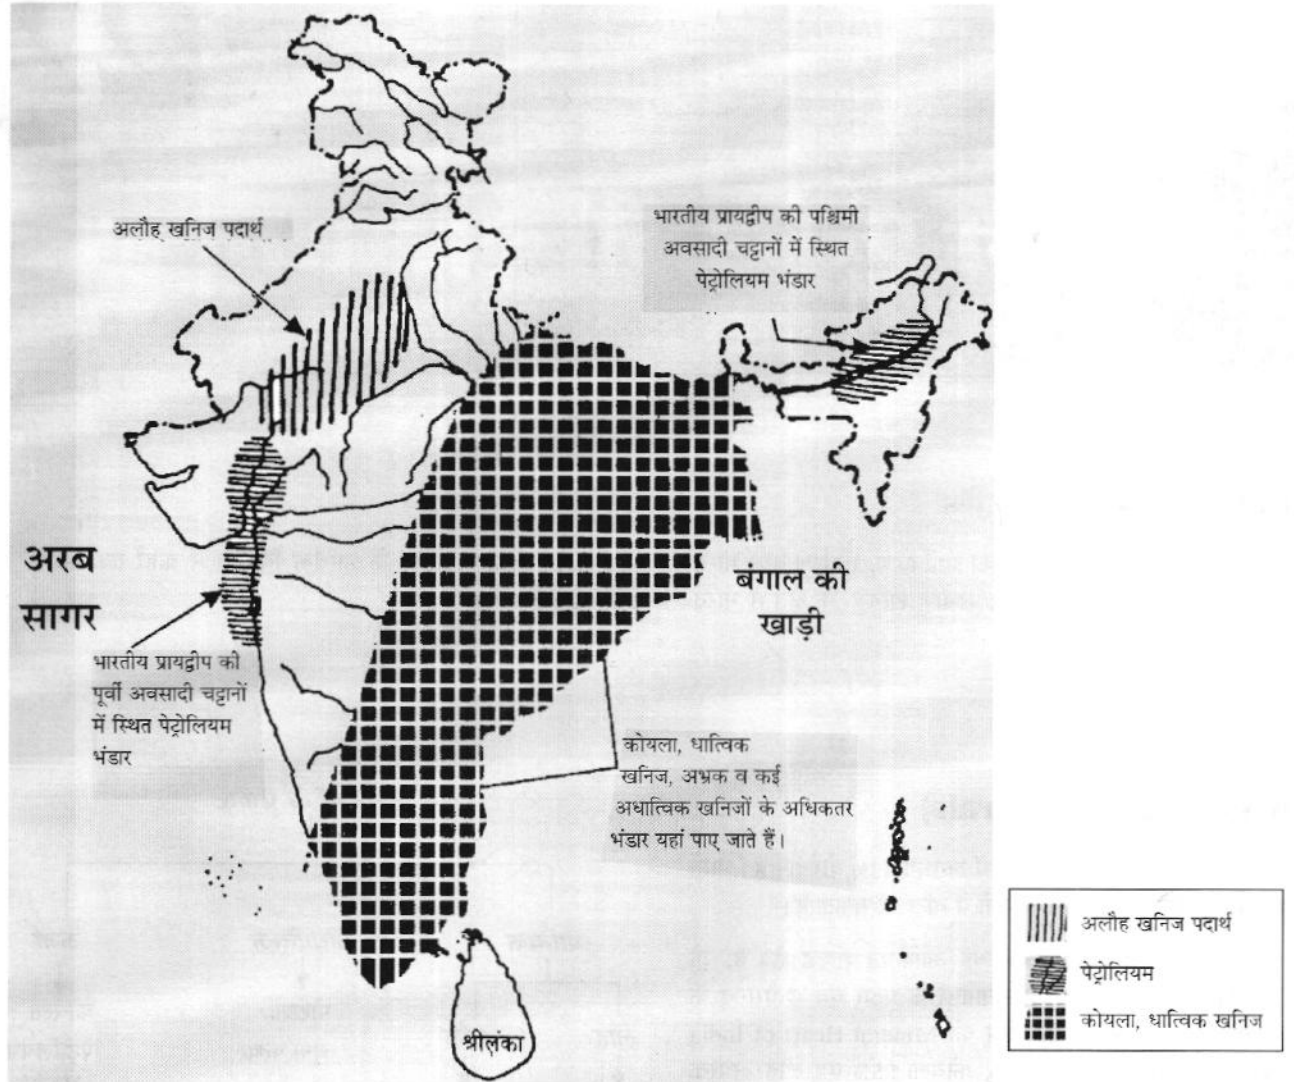 अलौह खनिज पदार्थ
भारतीय प्रायद्वीप की पश्चिमी
अवसादी चट्टानों में स्थित
पेट्रोलियम भंडार
अरब
सागर
बंगाल की
खाड़ी
भारतीय प्रायद्वीप की
पूर्वी अवसादी चट्टानों
में स्थित पेट्रोलियम
भंडार
कोयला, धात्विक
खनिज, अभ्रक व कई
अधात्विक खनिजों के अधिकतर
भंडार यहां पाए जाते हैं।
श्रीलंका
अलौह खनिज पदार्थ
पेट्रोलियम
कोयला, धात्विक खनिज